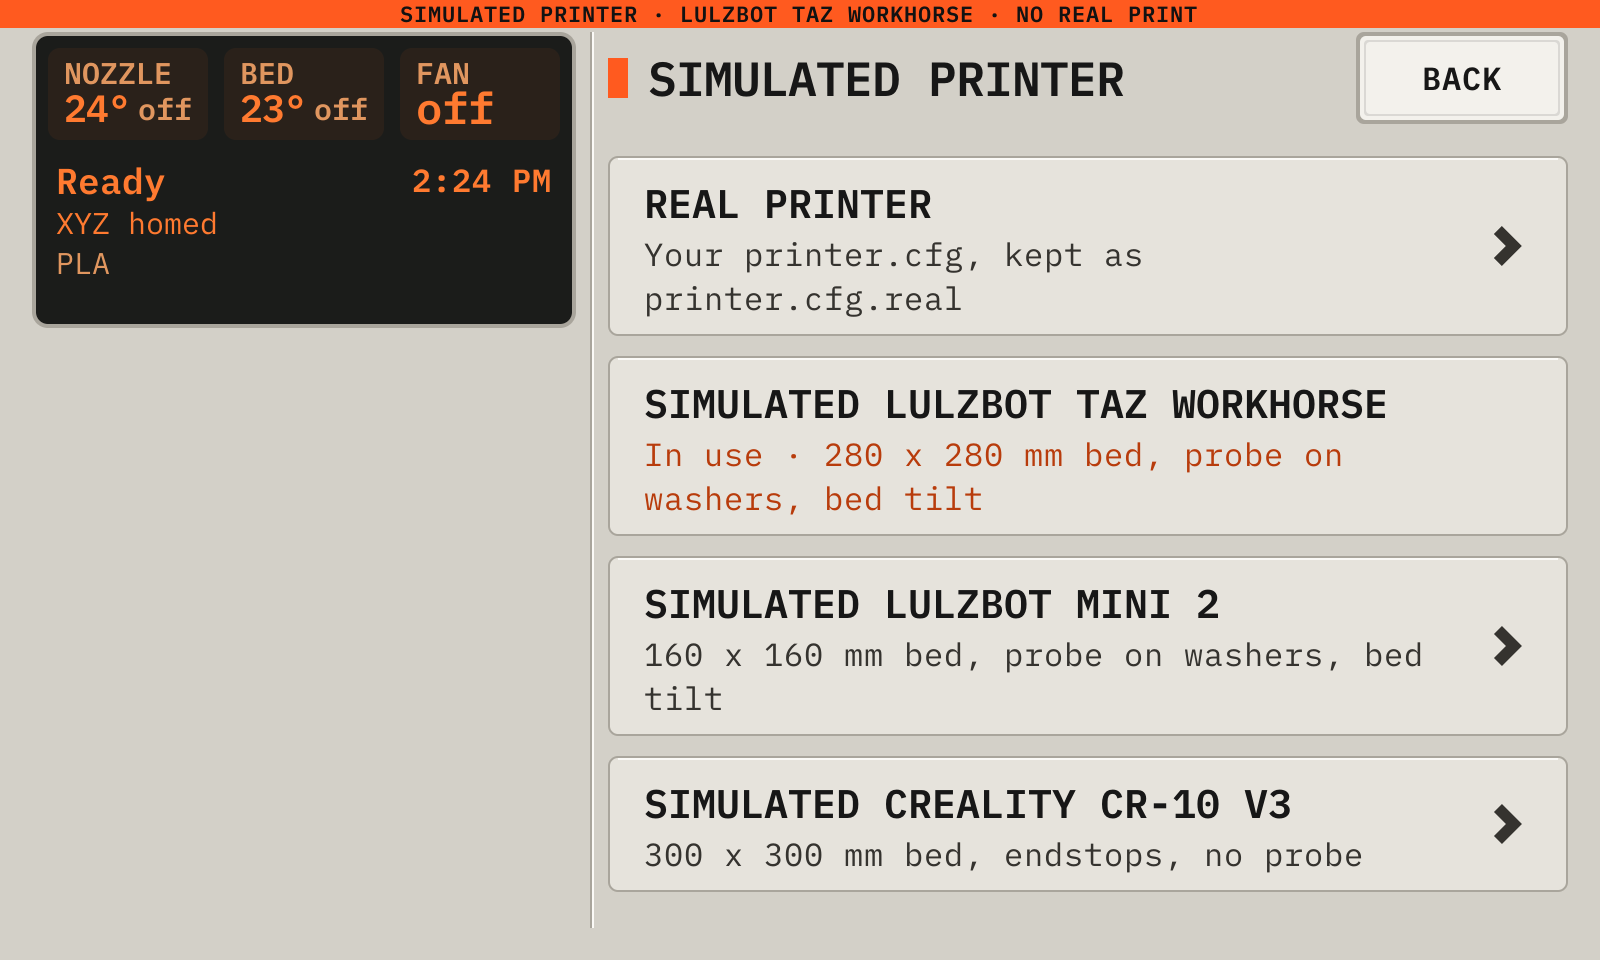 SIMULATED PRINTER · LULZBOT TAZ WORKHORSE · NO REAL PRINT
NOZZLE
24° off
BED
23° off
FAN
off
Ready
2:24 PM
XYZ homed
PLA
SIMULATED PRINTER
BACK
REAL PRINTER
Your printer.cfg, kept as
printer.cfg.real
SIMULATED LULZBOT TAZ WORKHORSE
In use · 280 x 280 mm bed, probe on
washers, bed tilt
SIMULATED LULZBOT MINI 2
160 x 160 mm bed, probe on washers, bed
tilt
SIMULATED CREALITY CR-10 V3
300 x 300 mm bed, endstops, no probe